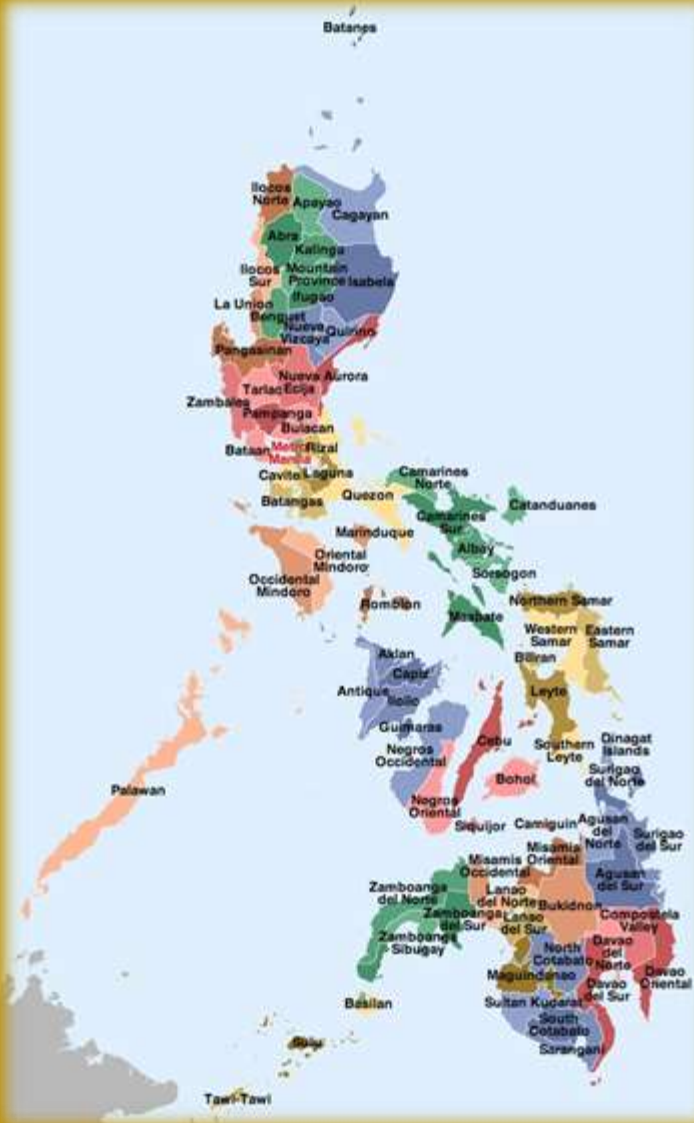 Batanes
Ilocos
Norte
Apayao
Cagayan
Abra
Kalinga
Ilocos
Sur
Mountain
Province
Isabela
Ifugao
La Union
Benguet
Nueva
Vizcaya
Quirino
Pangasinan
Nueva
Ecija
Aurora
Tarlac
Zambales
Pampanga
Bulacan
Bataan
Metro
Manila
Rizal
Cavite
Laguna
Batangas
Quezon
Camarines
Norte
Catanduanes
Camarines
Sur
Marinduque
Albay
Oriental
Mindoro
Sorsogon
Occidental
Mindoro
Romblon
Masbate
Northern Samar
Western
Samar
Eastern
Samar
Biliran
Aklan
Capiz
Antique
Iloilo
Leyte
Guimaras
Negros
Occidental
Cebu
Southern
Leyte
Dinagat
Islands
Surigao
del Norte
Bohol
Palawan
Negros
Oriental
Siquijor
Camiguin
Agusan
del
Norte
Surigao
del Sur
Misamis
Occidental
Misamis
Oriental
Agusan
del Sur
Zamboanga
del Norte
Lanao
del Norte
Bukidnon
Zamboanga
del Sur
Lanao
del Sur
Compostela
Valley
Zamboanga
Sibugay
North
Cotabato
Davao
del
Norte
Maguindanao
Davao
Oriental
Davao
del Sur
Basilan
Sultan Kudarat
South
Cotabato
Sarangani
Sulu
Tawi-Tawi